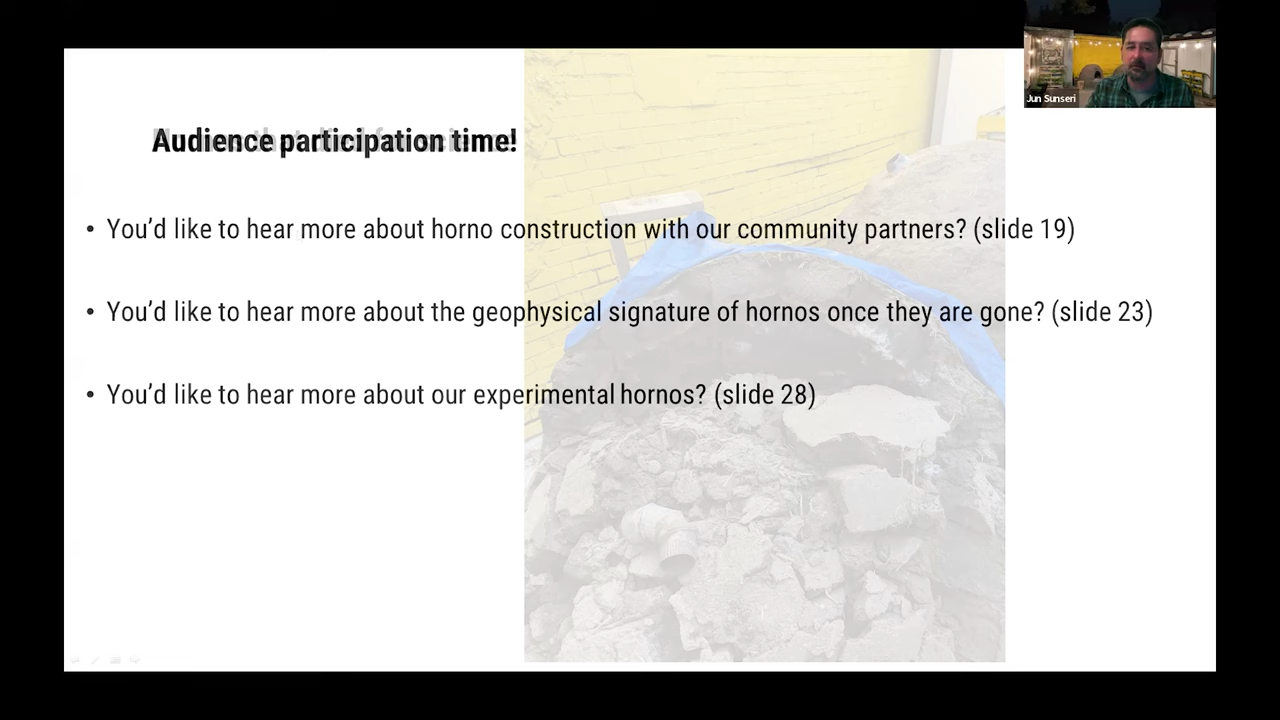 Jun Sunseri
Audience participation time!
• You’d like to hear more about horno construction with our community partners? (slide 19)
• You’d like to hear more about the geophysical signature of hornos once they are gone? (slide 23)
• You’d like to hear more about our experimental hornos? (slide 28)